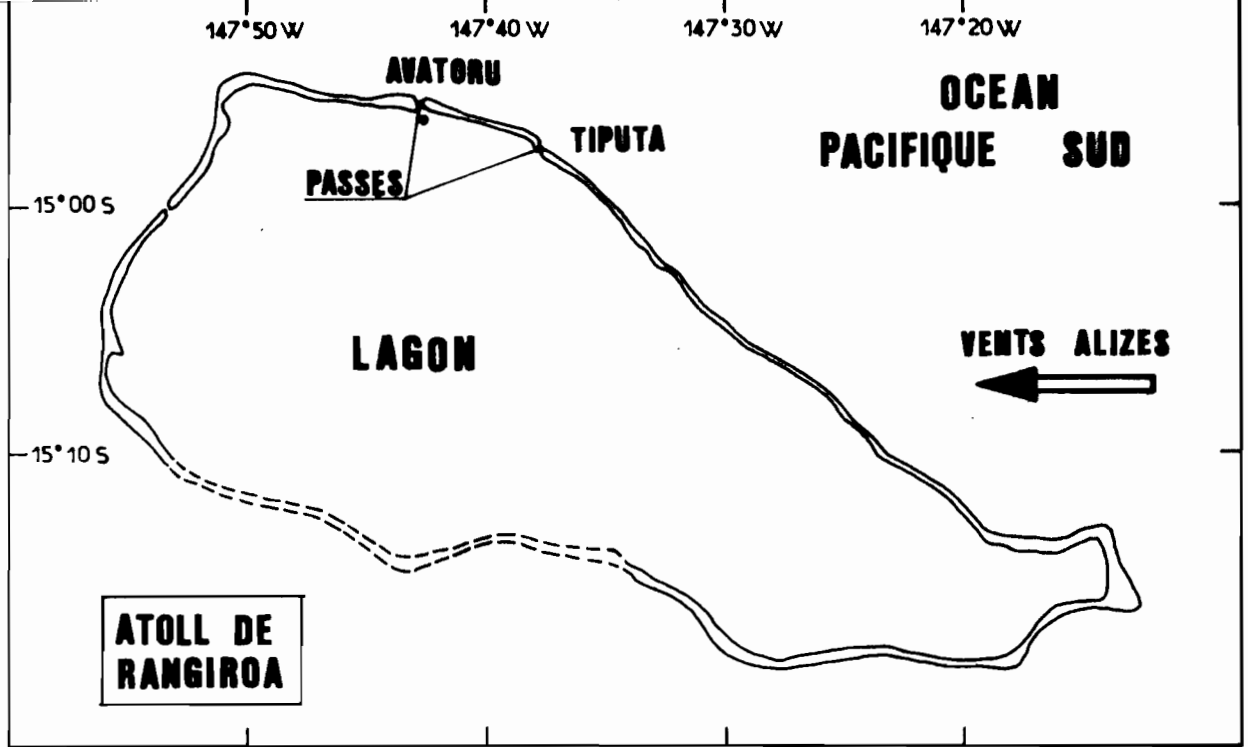 147°50 W 147°40 W 147°30 W 147°20 W
AVATORU
OCEAN
TIPUTA
PACIFIQUE SUD
PASSES
15°00 S
VENTS ALIZES
LAGON
15°10 S
ATOLL DE
RANGIROA